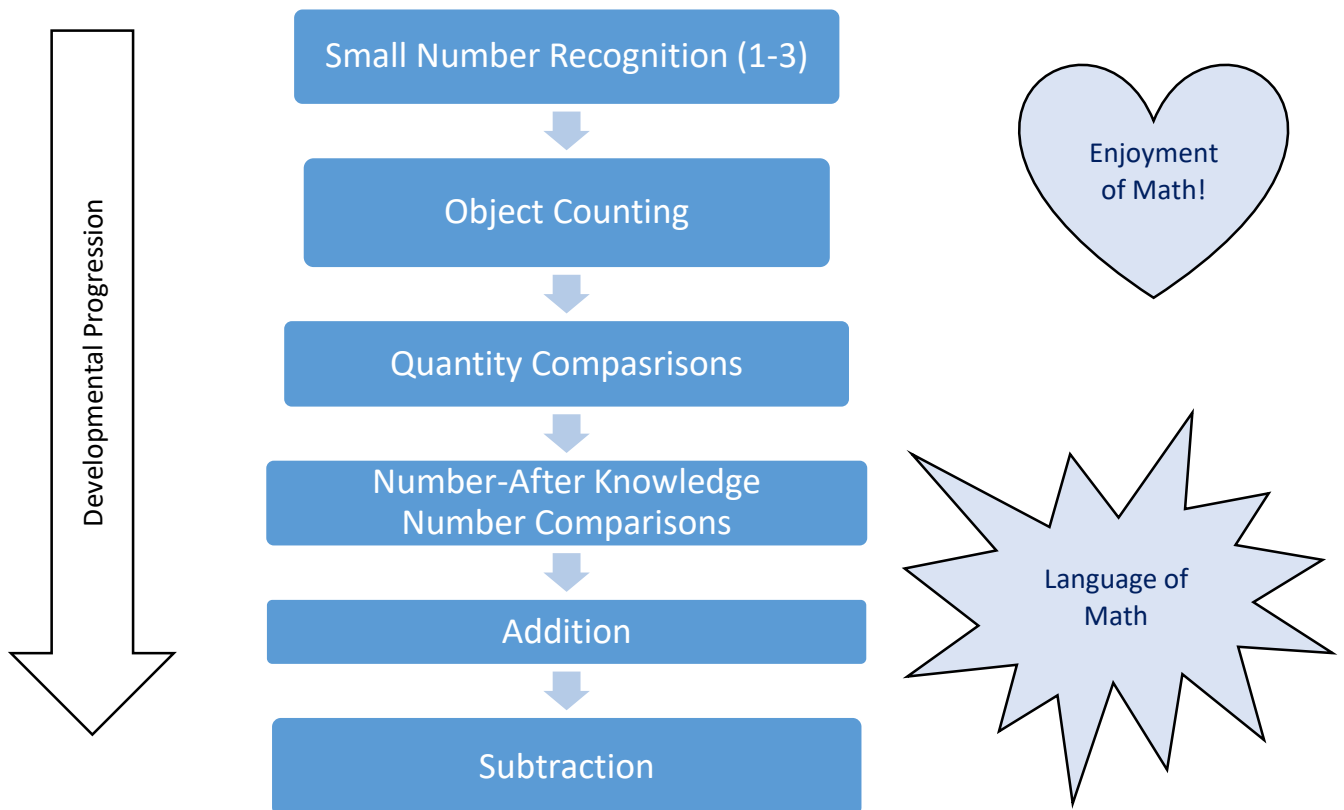 Developmental Progression
Small Number Recognition (1-3)
Object Counting
Quantity Compasrisons
Number-After Knowledge
Number Comparisons
Addition
Subtraction
Enjoyment
of Math!
Language of
Math